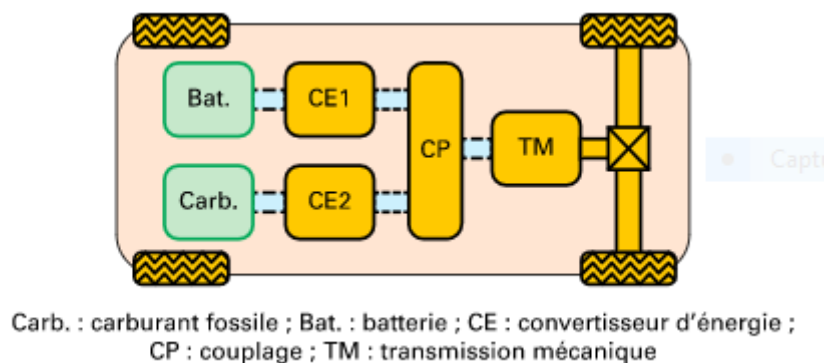 Bat.
CE1
CP
TM
Carb.
CE2
Capt
Carb. : carburant fossile ; Bat. : batterie ; CE : convertisseur d'énergie ;
CP : couplage ; TM : transmission mécanique